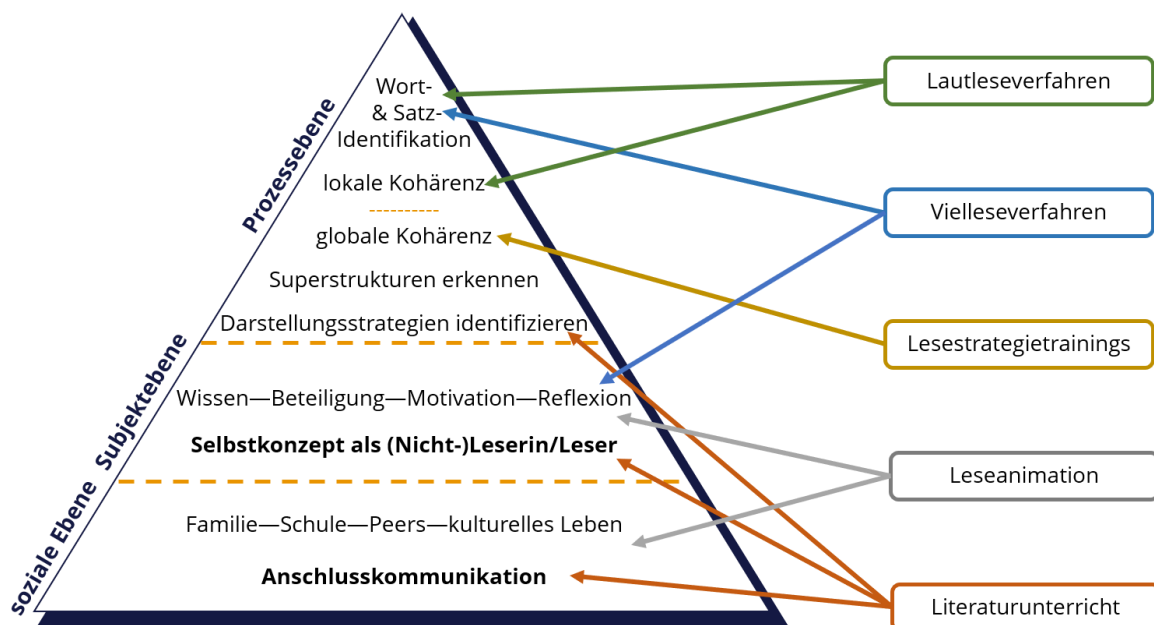 Prozessebene
Wort-
& Satz-
Identifikation
lokale Kohärenz
globale Kohärenz
Superstrukturen erkennen
Darstellungsstrategien identifizieren
Subjektebene
Wissen—Beteiligung—Motivation—Reflexion
Selbstkonzept als (Nicht-)Leserin/Leser
soziale Ebene
Familie—Schule—Peers—kulturelles Leben
Anschlusskommunikation
Lautleseverfahren
Vielleseverfahren
Lesestrategietrainings
Leseanimation
Literaturunterricht